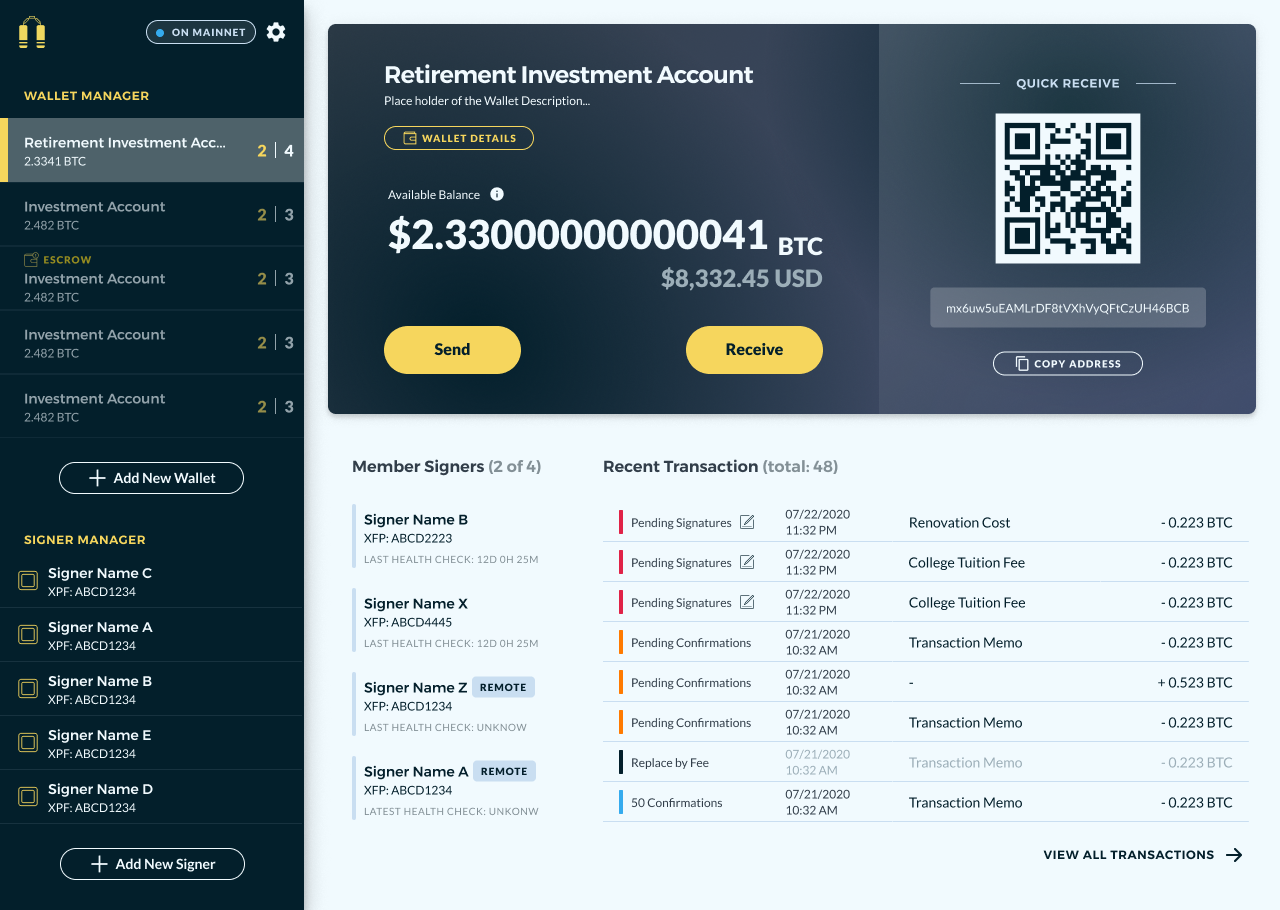 ON MAINNET
WALLET MANAGER
Retirement Investment Acc...
2.3341 BTC
2 | 4
Investment Account
2.482 BTC
2 | 3
ESCROW
Investment Account
2.482 BTC
2 | 3
Investment Account
2.482 BTC
2 | 3
Investment Account
2.482 BTC
2 | 3
Add New Wallet
SIGNER MANAGER
Signer Name C
XPF: ABCD1234
Signer Name A
XPF: ABCD1234
Signer Name B
XPF: ABCD1234
Signer Name E
XPF: ABCD1234
Signer Name D
XPF: ABCD1234
Add New Signer
Retirement Investment Account
Place holder of the Wallet Description...
WALLET DETAILS
Available Balance
$2.33000000000041 BTC
$8,332.45 USD
Send
Receive
QUICK RECEIVE
mx6uw5uEAMLrDF8tVXhVyQFtCzUH46BCB
COPY ADDRESS
Member Signers (2 of 4)
Signer Name B
XFP: ABCD2223
LAST HEALTH CHECK: 12D 0H 25M
Signer Name X
XFP: ABCD4445
LAST HEALTH CHECK: 12D 0H 25M
Signer Name Z REMOTE
XFP: ABCD1234
LAST HEALTH CHECK: UNKNOW
Signer Name A REMOTE
XFP: ABCD1234
LATEST HEALTH CHECK: UNKONW
Recent Transaction (total: 48)
Pending Signatures 07/22/2020 11:32 PM Renovation Cost - 0.223 BTC
Pending Signatures 07/22/2020 11:32 PM College Tuition Fee - 0.223 BTC
Pending Signatures 07/22/2020 11:32 PM College Tuition Fee - 0.223 BTC
Pending Confirmations 07/21/2020 10:32 AM Transaction Memo - 0.223 BTC
Pending Confirmations 07/21/2020 10:32 AM - + 0.523 BTC
Pending Confirmations 07/21/2020 10:32 AM Transaction Memo - 0.223 BTC
Replace by Fee 07/21/2020 10:32 AM Transaction Memo - 0.223 BTC
50 Confirmations 07/21/2020 10:32 AM Transaction Memo - 0.223 BTC
VIEW ALL TRANSACTIONS